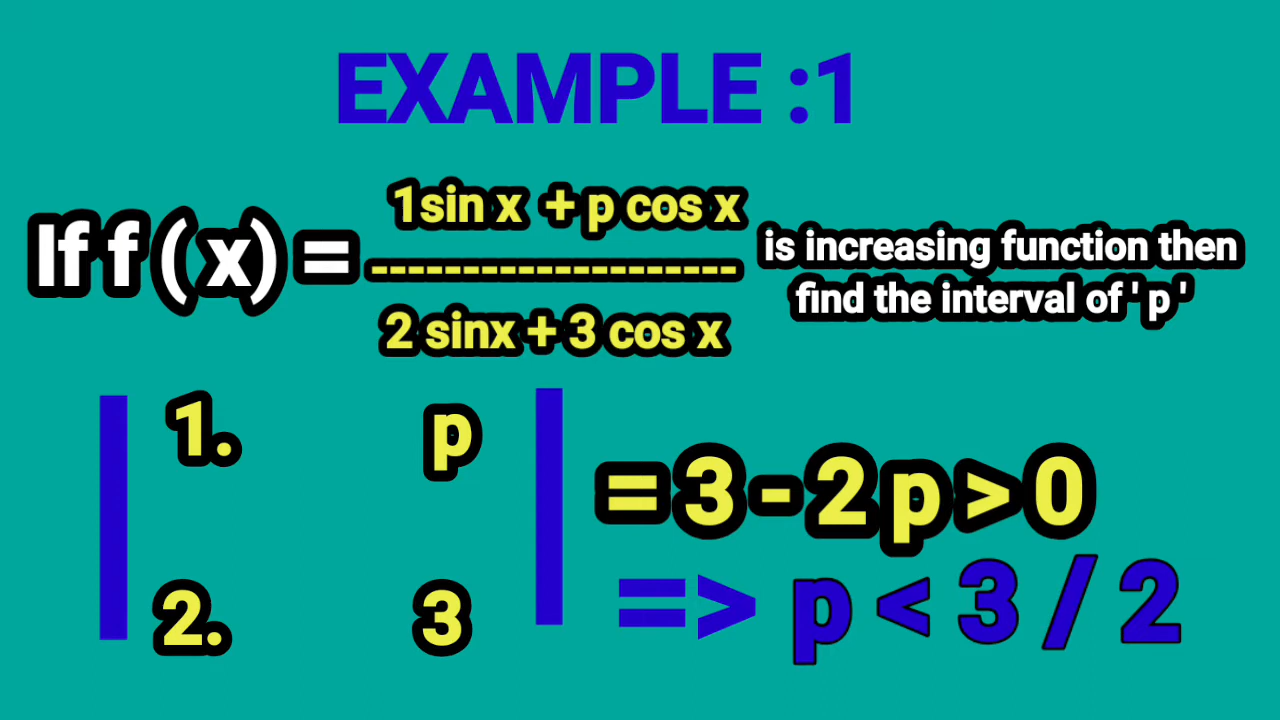 EXAMPLE :1
If f (x) = 1sin x + p cos x
--------------------
2 sinx + 3 cos x
is increasing function then
find the interval of ' p '
1. p
2. 3
= 3 - 2 p > 0
=> p < 3 / 2